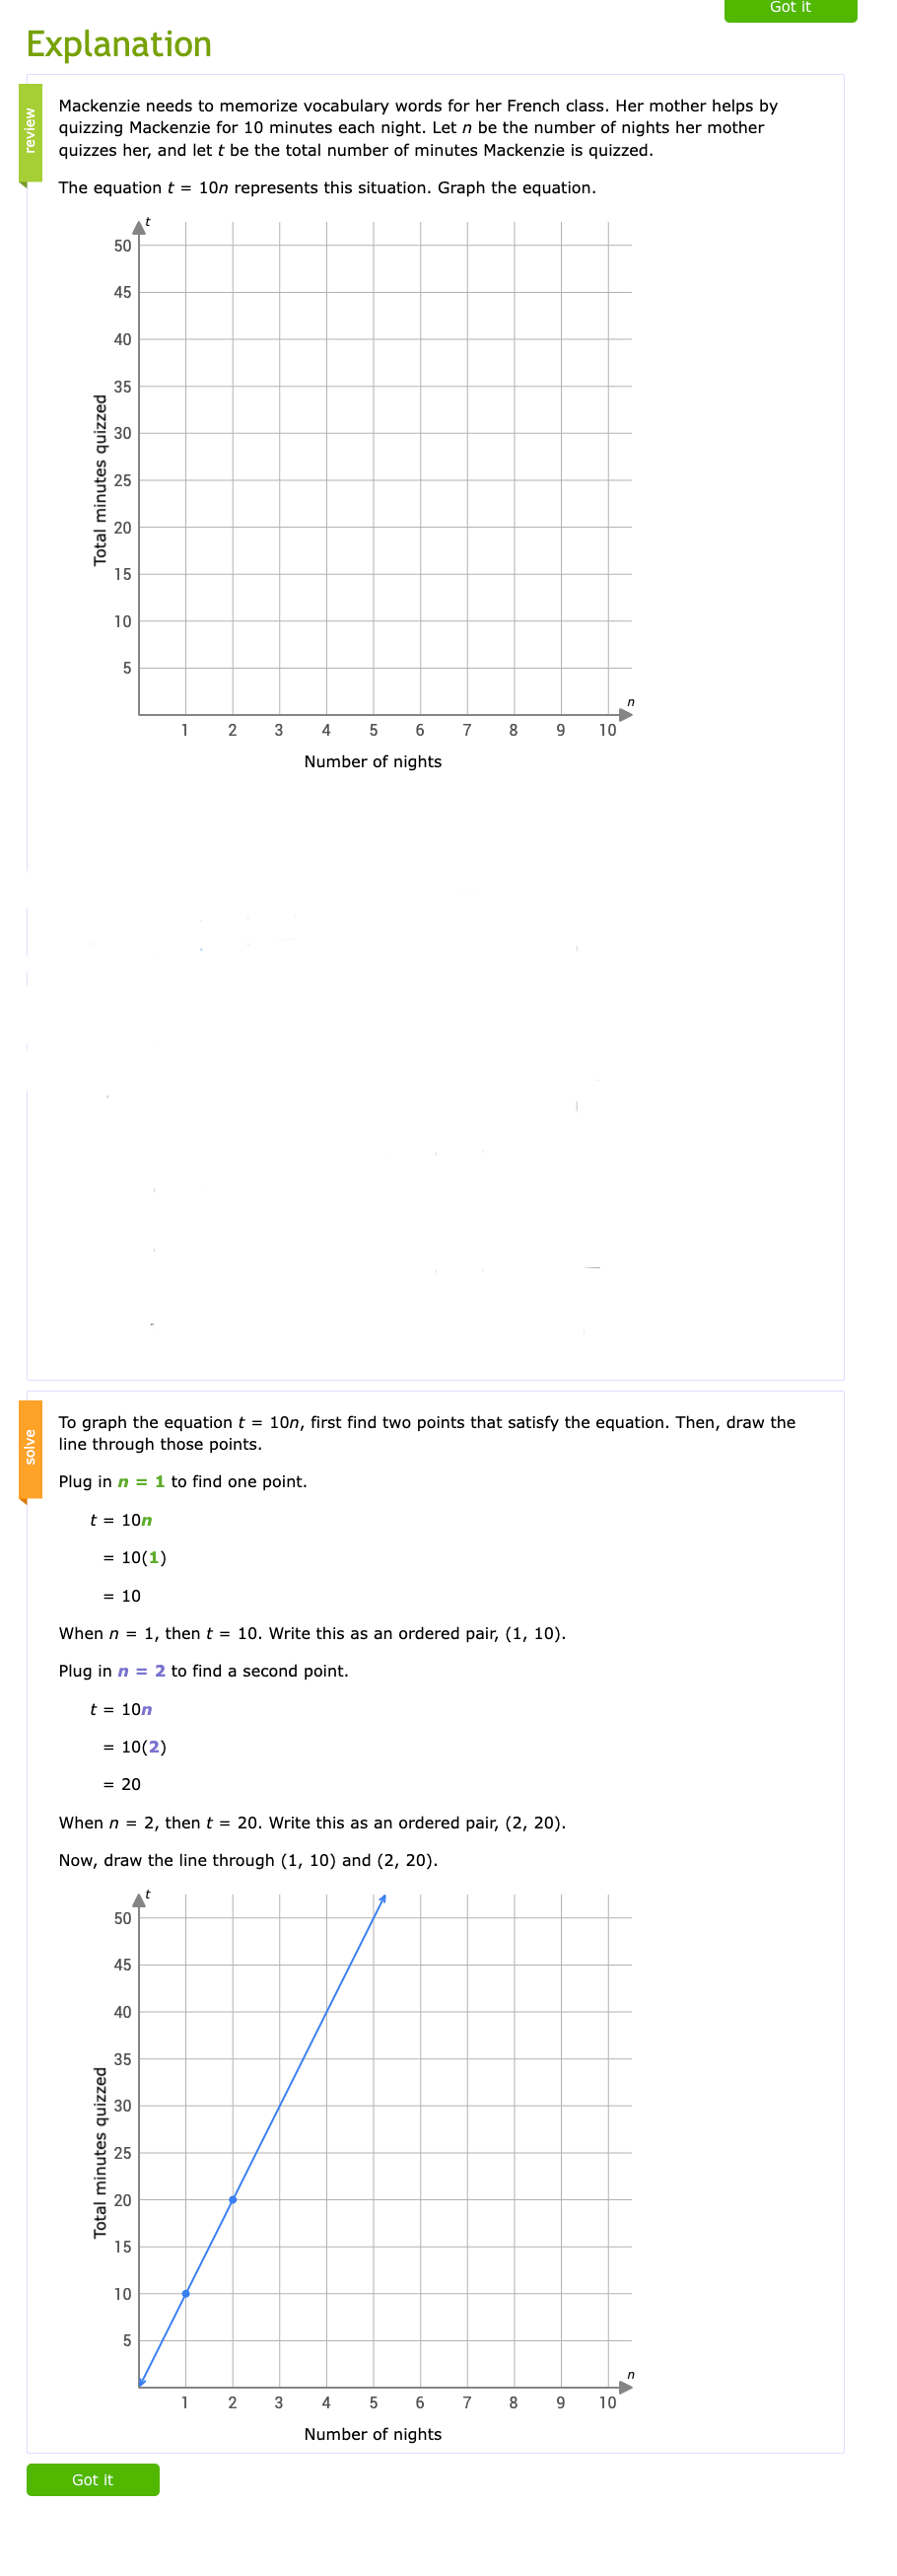 Got it
Explanation
review
Mackenzie needs to memorize vocabulary words for her French class. Her mother helps by
quizzing Mackenzie for 10 minutes each night. Let n be the number of nights her mother
quizzes her, and let t be the total number of minutes Mackenzie is quizzed.
The equation t = 10n represents this situation. Graph the equation.
t
50
45
40
35
30
25
20
15
10
5
Total minutes quizzed
n
1 2 3 4 5 6 7 8 9 10
Number of nights
solve
To graph the equation t = 10n, first find two points that satisfy the equation. Then, draw the
line through those points.
Plug in n = 1 to find one point.
t = 10n
= 10(1)
= 10
When n = 1, then t = 10. Write this as an ordered pair, (1, 10).
Plug in n = 2 to find a second point.
t = 10n
= 10(2)
= 20
When n = 2, then t = 20. Write this as an ordered pair, (2, 20).
Now, draw the line through (1, 10) and (2, 20).
t
50
45
40
35
30
25
20
15
10
5
Total minutes quizzed
n
1 2 3 4 5 6 7 8 9 10
Number of nights
Got it